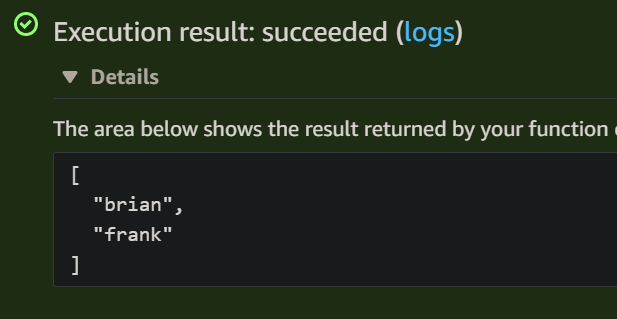 Execution result: succeeded (logs)
Details
The area below shows the result returned by your function
[
"brian",
"frank"
]